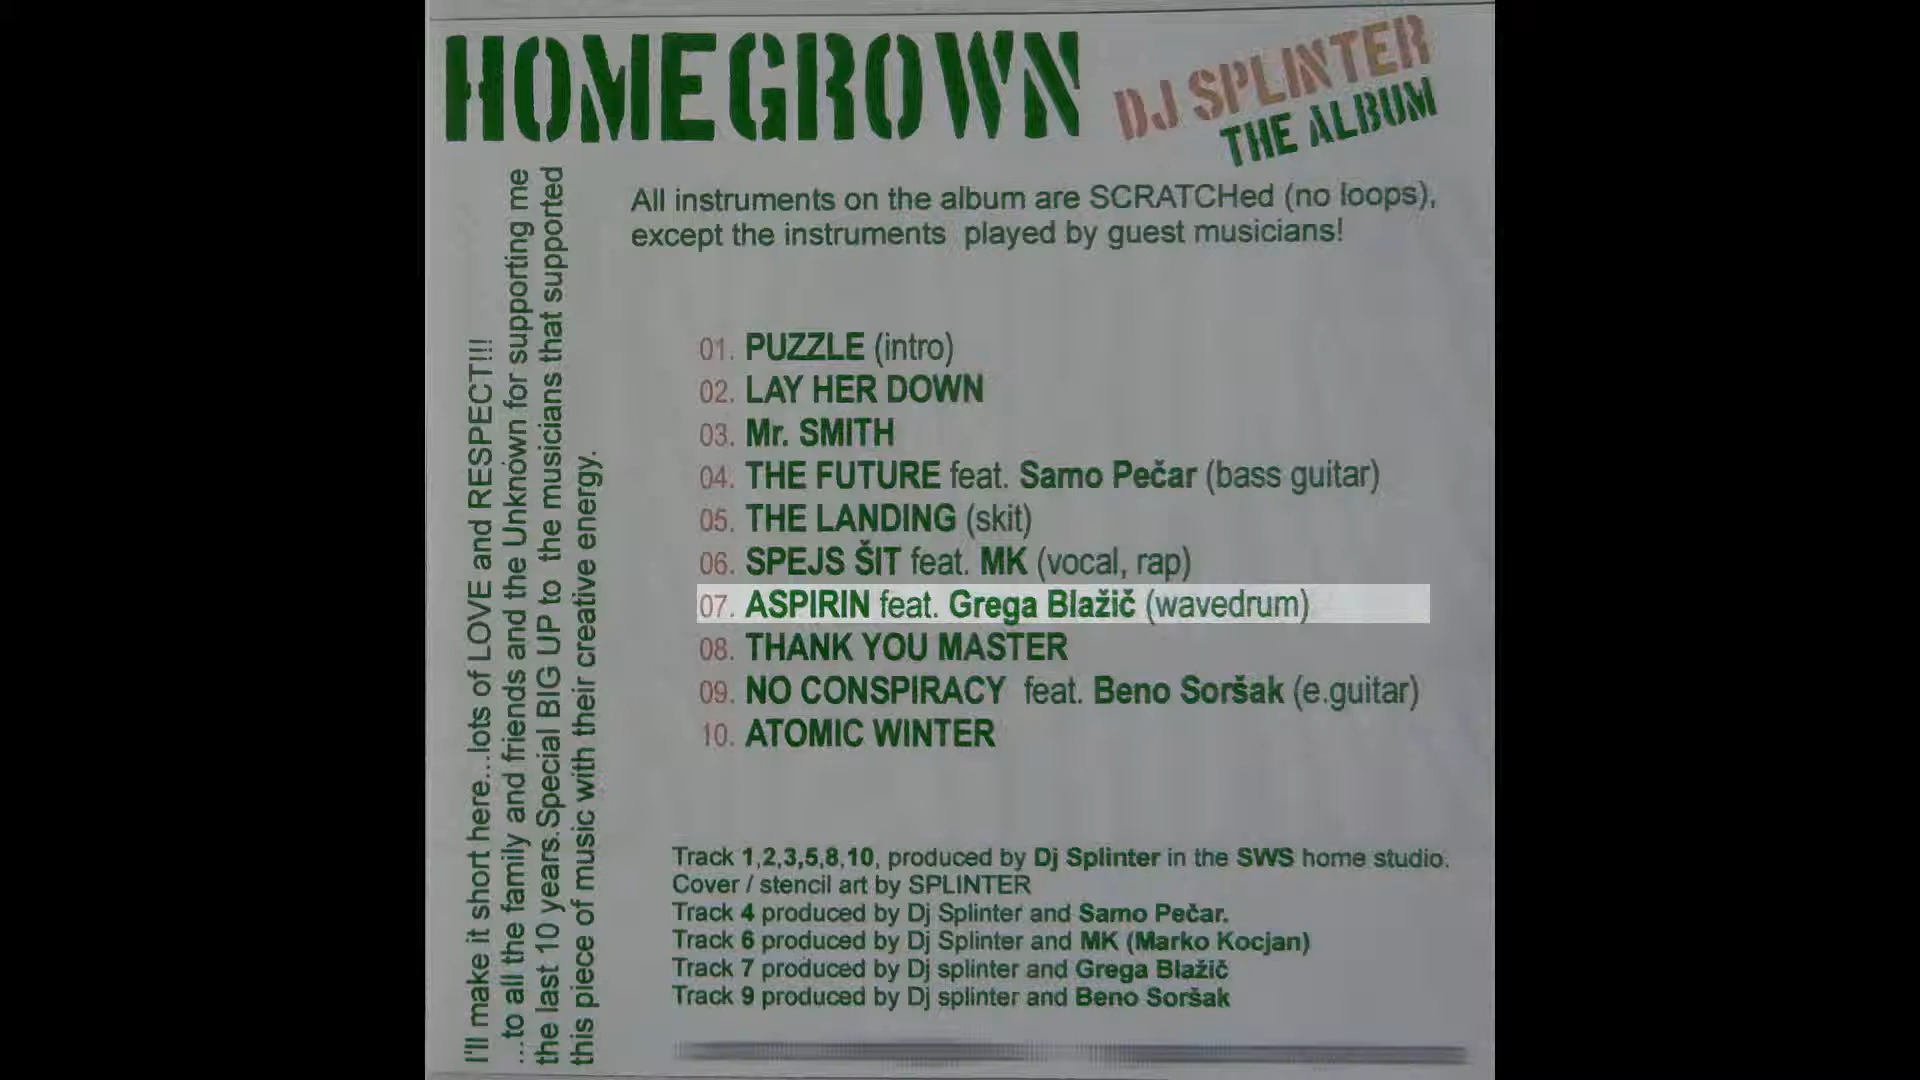 HOMEGROWN
DJ SPLINTER
THE ALBUM
All instruments on the album are SCRATCHed (no loops),
except the instruments played by guest musicians!
01. PUZZLE (intro)
02. LAY HER DOWN
03. Mr. SMITH
04. THE FUTURE feat. Samo Pečar (bass guitar)
05. THE LANDING (skit)
06. SPEJS ŠIT feat. MK (vocal, rap)
07. ASPIRIN feat. Grega Blažič (wavedrum)
08. THANK YOU MASTER
09. NO CONSPIRACY feat. Beno Soršak (e.guitar)
10. ATOMIC WINTER
Track 1,2,3,5,8,10, produced by Dj Splinter in the SWS home studio.
Cover / stencil art by SPLINTER
Track 4 produced by Dj Splinter and Samo Pečar.
Track 6 produced by Dj Splinter and MK (Marko Kocjan)
Track 7 produced by Dj splinter and Grega Blažič
Track 9 produced by Dj splinter and Beno Soršak
I'll make it short here...lots of LOVE and RESPECT!!!
...to all the family and friends and the Unknown for supporting me
the last 10 years.Special BIG UP to the musicians that supported
this piece of music with their creative energy.